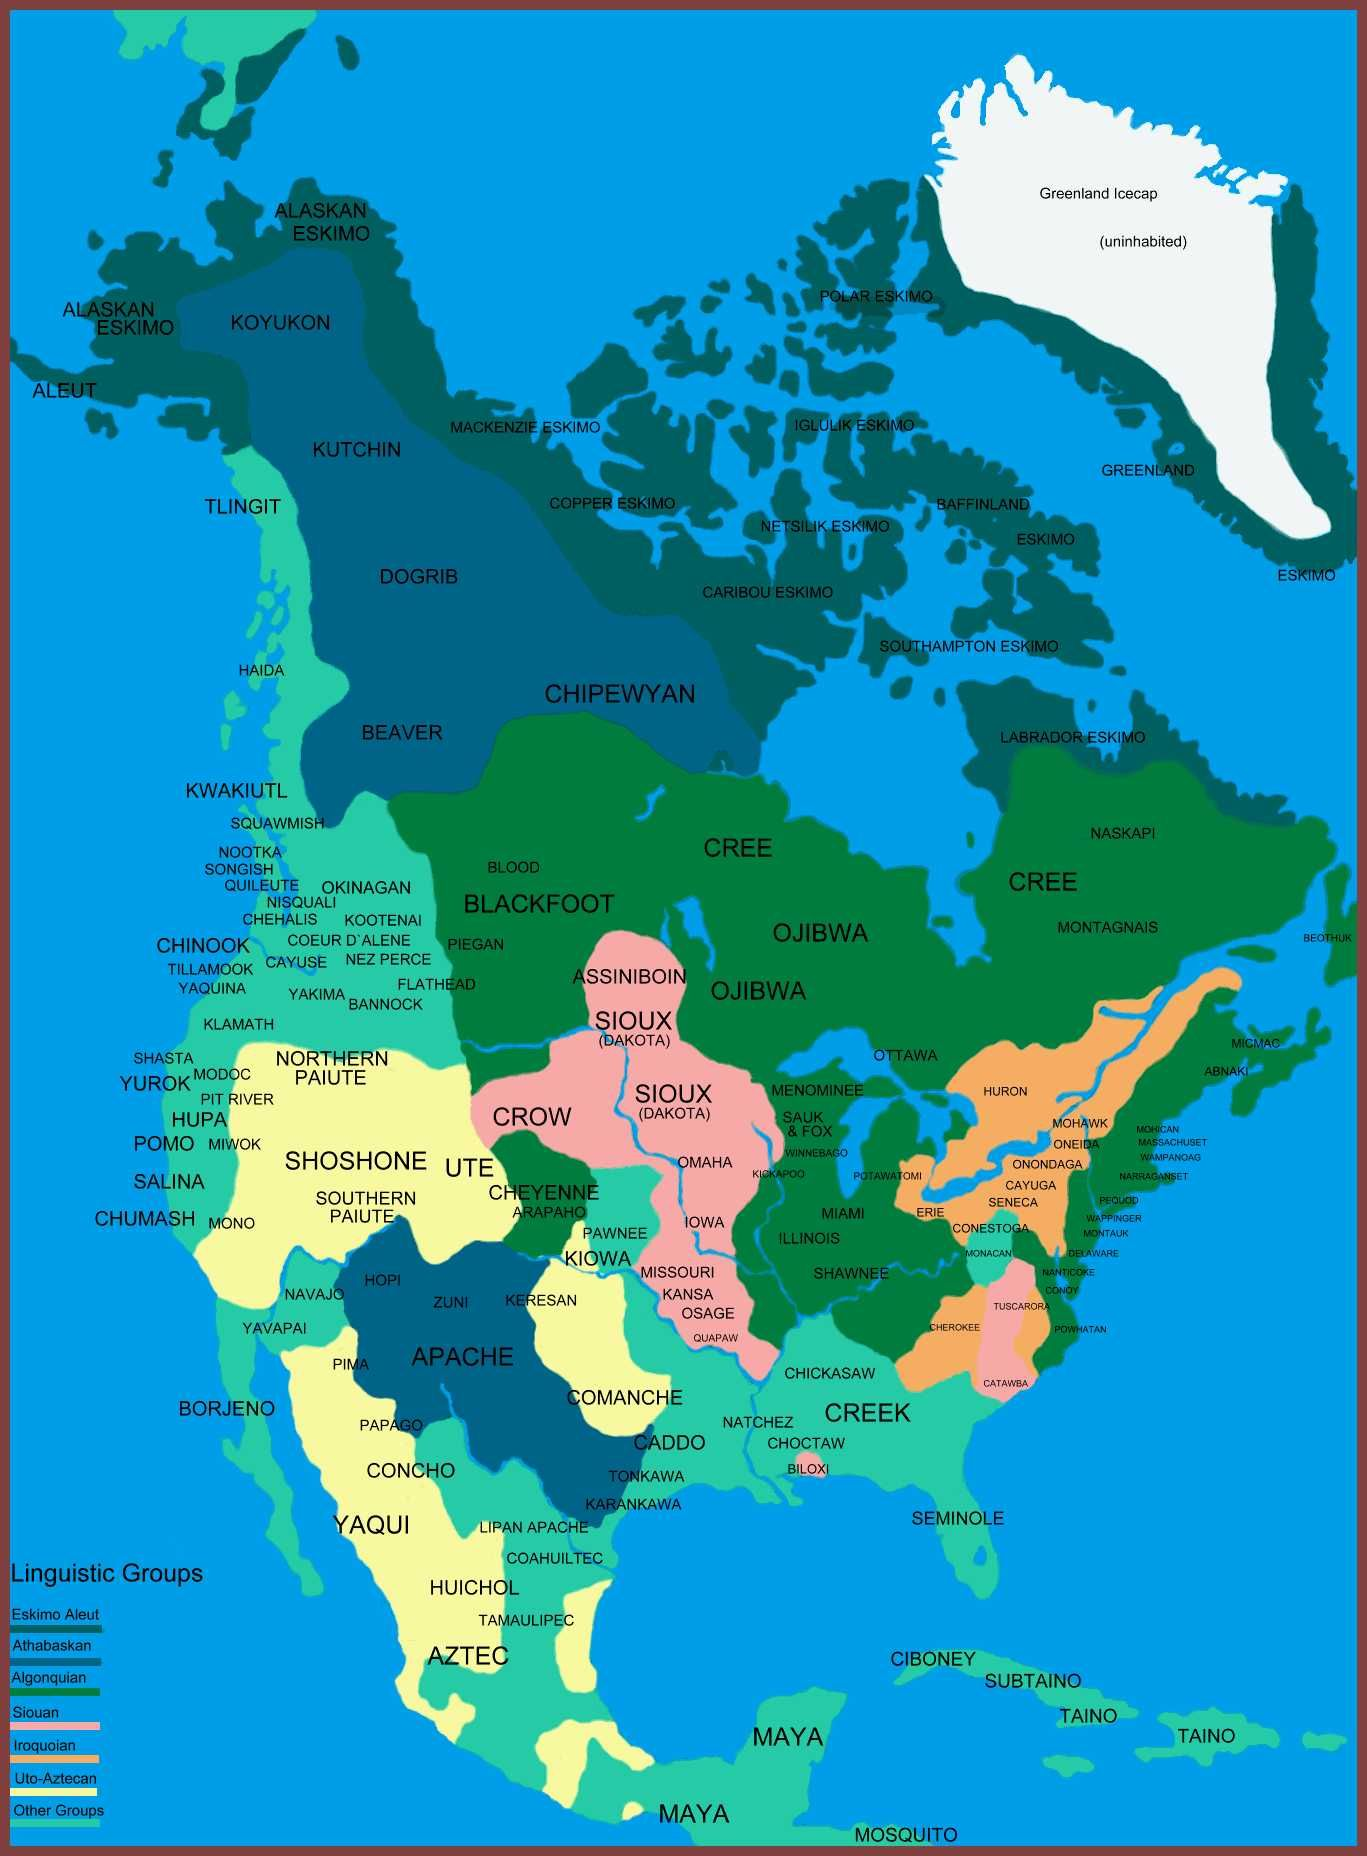 Greenland Icecap
(uninhabited)
ALASKAN
ESKIMO
POLAR ESKIMO
ALASKAN
ESKIMO
KOYUKON
ALEUT
MACKENZIE ESKIMO
IGLULIK ESKIMO
KUTCHIN
GREENLAND
TLINGIT
COPPER ESKIMO
BAFFINLAND
NETSILIK ESKIMO
ESKIMO
DOGRIB
ESKIMO
CARIBOU ESKIMO
SOUTHAMPTON ESKIMO
HAIDA
CHIPEWYAN
BEAVER
LABRADOR ESKIMO
KWAKIUTL
SQUAWMISH
NASKAPI
CREE
NOOTKA
SONGISH
BLOOD
QUILEUTE
OKINAGAN
CREE
NISQUALI
BLACKFOOT
CHEHALIS
KOOTENAI
OJIBWA
MONTAGNAIS
CHINOOK
COEUR D`ALENE
PIEGAN
BEOTHUK
TILLAMOOK
CAYUSE
NEZ PERCE
YAQUINA
YAKIMA
FLATHEAD
ASSINIBOIN
OJIBWA
BANNOCK
KLAMATH
SIOUX
(DAKOTA)
MICMAC
SHASTA
NORTHERN
PAIUTE
OTTAWA
ABNAKI
YUROK
MODOC
MENOMINEE
HURON
PIT RIVER
SIOUX
(DAKOTA)
HUPA
CROW
SAUK
& FOX
MOHAWK
MOHICAN
POMO
MIWOK
ONEIDA
MASSACHUSET
WINNEBAGO
WAMPANOAG
SHOSHONE
UTE
OMAHA
ONONDAGA
KICKAPOO
POTAWATOMI
NARRAGANSET
SALINA
CAYUGA
CHEYENNE
SENECA
PEQUOD
SOUTHERN
PAIUTE
ARAPAHO
MIAMI
ERIE
CHUMASH
MONO
IOWA
WAPPINGER
PAWNEE
CONESTOGA
MONTAUK
ILLINOIS
KIOWA
MONACAN
DELAWARE
HOPI
MISSOURI
SHAWNEE
NANTICOKE
NAVAJO
ZUNI
KERESAN
KANSA
CONOY
OSAGE
TUSCARORA
YAVAPAI
QUAPAW
CHEROKEE
POWHATAN
PIMA
APACHE
CHICKASAW
CATAWBA
BORJENO
COMANCHE
CREEK
PAPAGO
NATCHEZ
CADDO
CHOCTAW
CONCHO
TONKAWA
BILOXI
KARANKAWA
YAQUI
LIPAN APACHE
SEMINOLE
COAHUILTEC
HUICHOL
TAMAULIPEC
AZTEC
CIBONEY
SUBTAINO
TAINO
TAINO
MAYA
MAYA
MOSQUITO
Linguistic Groups
Eskimo Aleut
Athabaskan
Algonquian
Siouan
Iroquoian
Uto-Aztecan
Other Groups